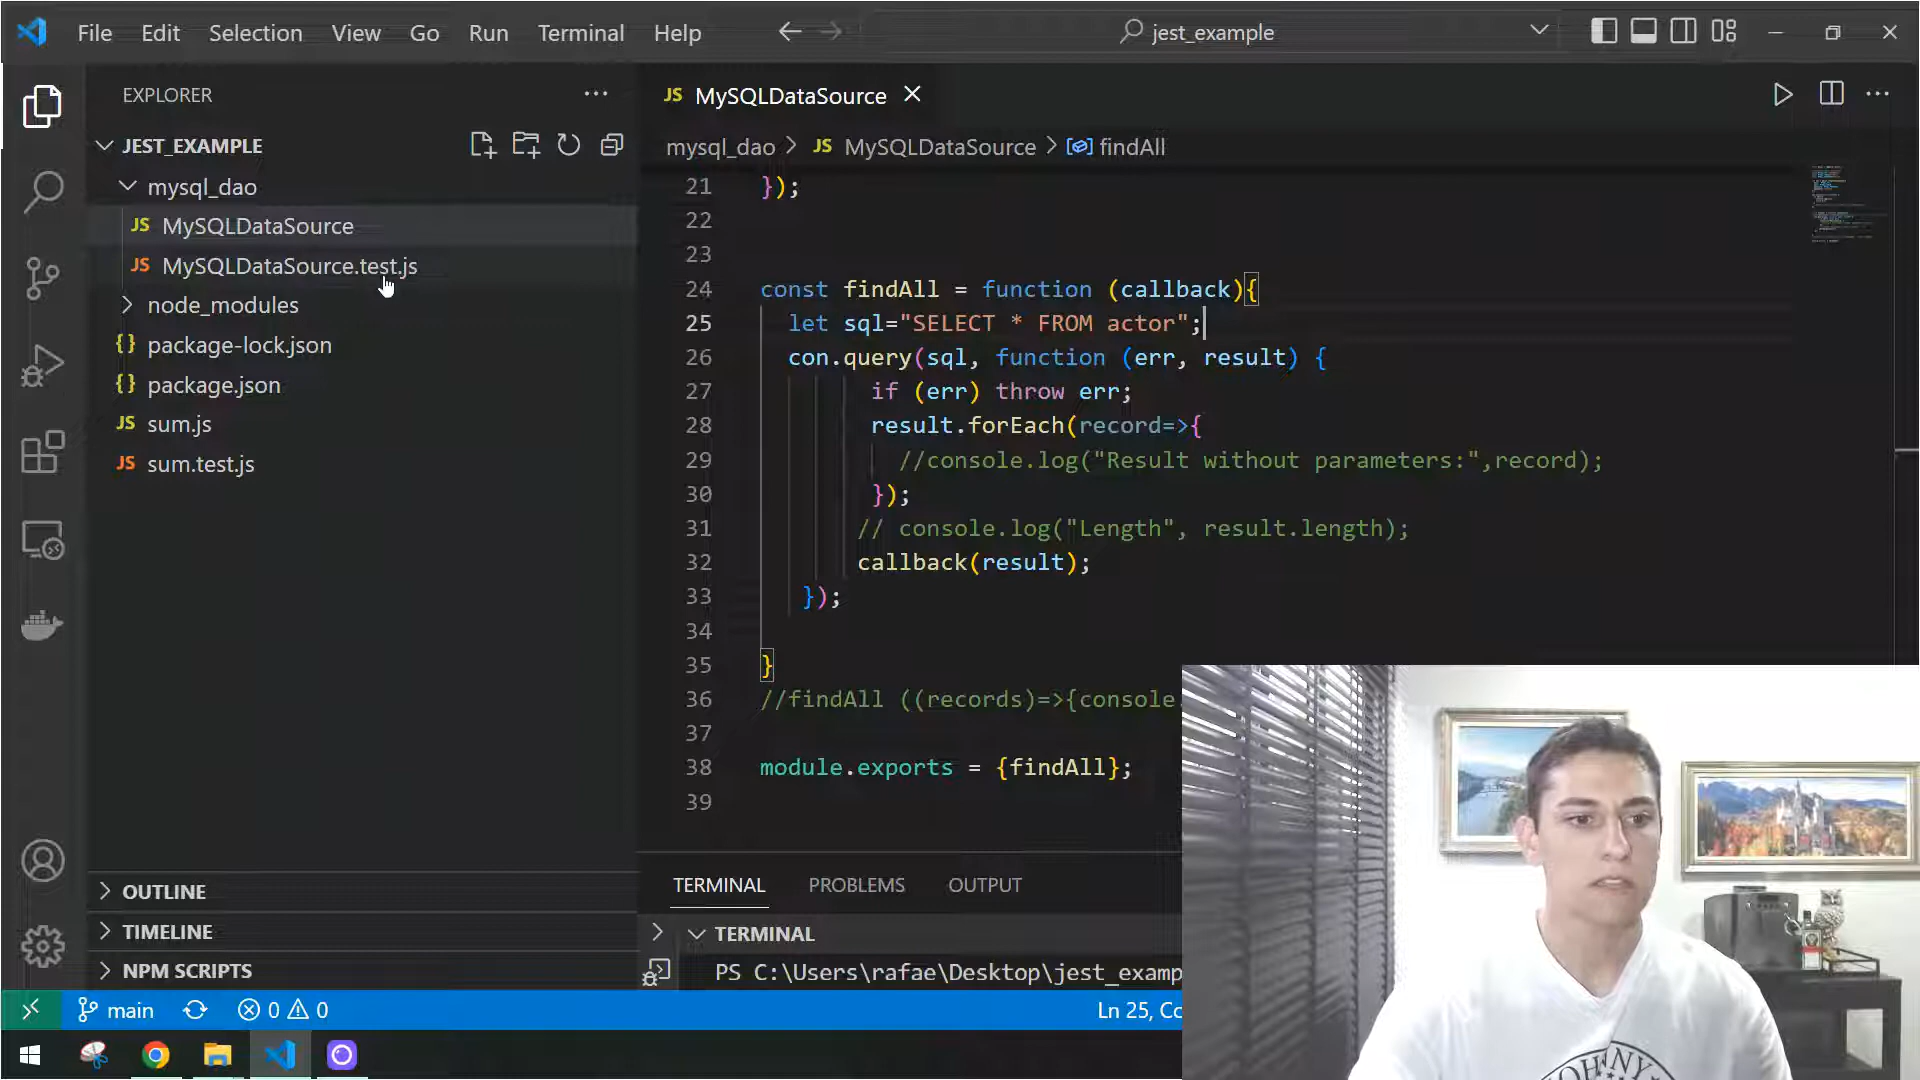 File Edit Selection View Go Run Terminal Help
jest_example
EXPLORER
JEST_EXAMPLE
mysql_dao
JS MySQLDataSource
JS MySQLDataSource.test.js
node_modules
{} package-lock.json
{} package.json
JS sum.js
JS sum.test.js
OUTLINE
TIMELINE
NPM SCRIPTS
JS MySQLDataSource
mysql_dao > JS MySQLDataSource > findAll
21 });
22
23
24 const findAll = function (callback){
25 let sql="SELECT * FROM actor";
26 con.query(sql, function (err, result) {
27 if (err) throw err;
28 result.forEach(record=>{
29 //console.log("Result without parameters:",record);
30 });
31 // console.log("Length", result.length);
32 callback(result);
33 });
34
35 }
36 //findAll ((records)=>{console.
37
38 module.exports = {findAll};
39
TERMINAL PROBLEMS OUTPUT
TERMINAL
PS C:\Users\rafae\Desktop\jest_examp
main 0 0
Ln 25, Co
JOHNNY